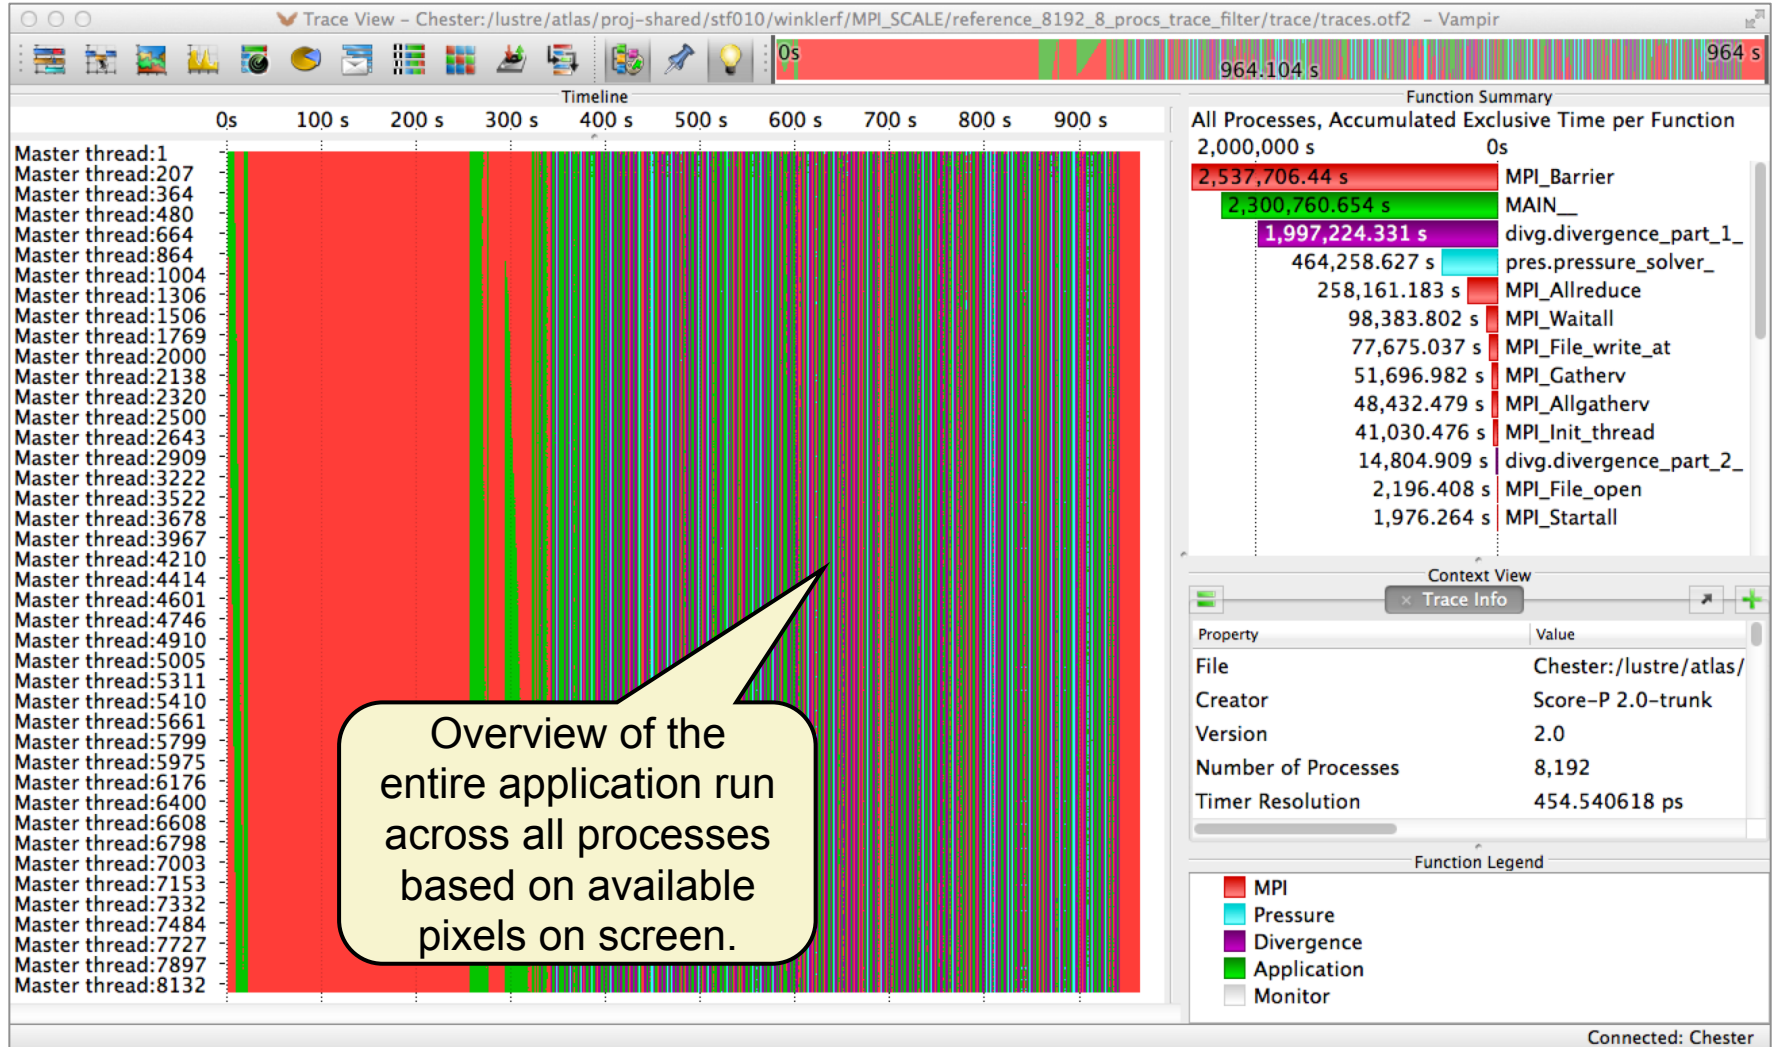 Trace View – Chester:/lustre/atlas/proj-shared/stf010/winklerf/MPI_SCALE/reference_8192_8_procs_trace_filter/trace/traces.otf2 – Vampir
0s
964.104 s
964 s
Timeline
0s 100 s 200 s 300 s 400 s 500 s 600 s 700 s 800 s 900 s
Master thread:1
Master thread:207
Master thread:364
Master thread:480
Master thread:664
Master thread:864
Master thread:1004
Master thread:1306
Master thread:1506
Master thread:1769
Master thread:2000
Master thread:2138
Master thread:2320
Master thread:2500
Master thread:2643
Master thread:2909
Master thread:3222
Master thread:3522
Master thread:3678
Master thread:3967
Master thread:4210
Master thread:4414
Master thread:4601
Master thread:4746
Master thread:4910
Master thread:5005
Master thread:5311
Master thread:5410
Master thread:5661
Master thread:5799
Master thread:5975
Master thread:6176
Master thread:6400
Master thread:6608
Master thread:6798
Master thread:7003
Master thread:7153
Master thread:7332
Master thread:7484
Master thread:7727
Master thread:7897
Master thread:8132
Overview of the
entire application run
across all processes
based on available
pixels on screen.
Function Summary
All Processes, Accumulated Exclusive Time per Function
2,000,000 s 0s
2,537,706.44 s MPI_Barrier
2,300,760.654 s MAIN__
1,997,224.331 s divg.divergence_part_1_
464,258.627 s pres.pressure_solver_
258,161.183 s MPI_Allreduce
98,383.802 s MPI_Waitall
77,675.037 s MPI_File_write_at
51,696.982 s MPI_Gatherv
48,432.479 s MPI_Allgatherv
41,030.476 s MPI_Init_thread
14,804.909 s divg.divergence_part_2_
2,196.408 s MPI_File_open
1,976.264 s MPI_Startall
Context View
Trace Info
Property Value
File Chester:/lustre/atlas/
Creator Score-P 2.0-trunk
Version 2.0
Number of Processes 8,192
Timer Resolution 454.540618 ps
Function Legend
MPI
Pressure
Divergence
Application
Monitor
Connected: Chester